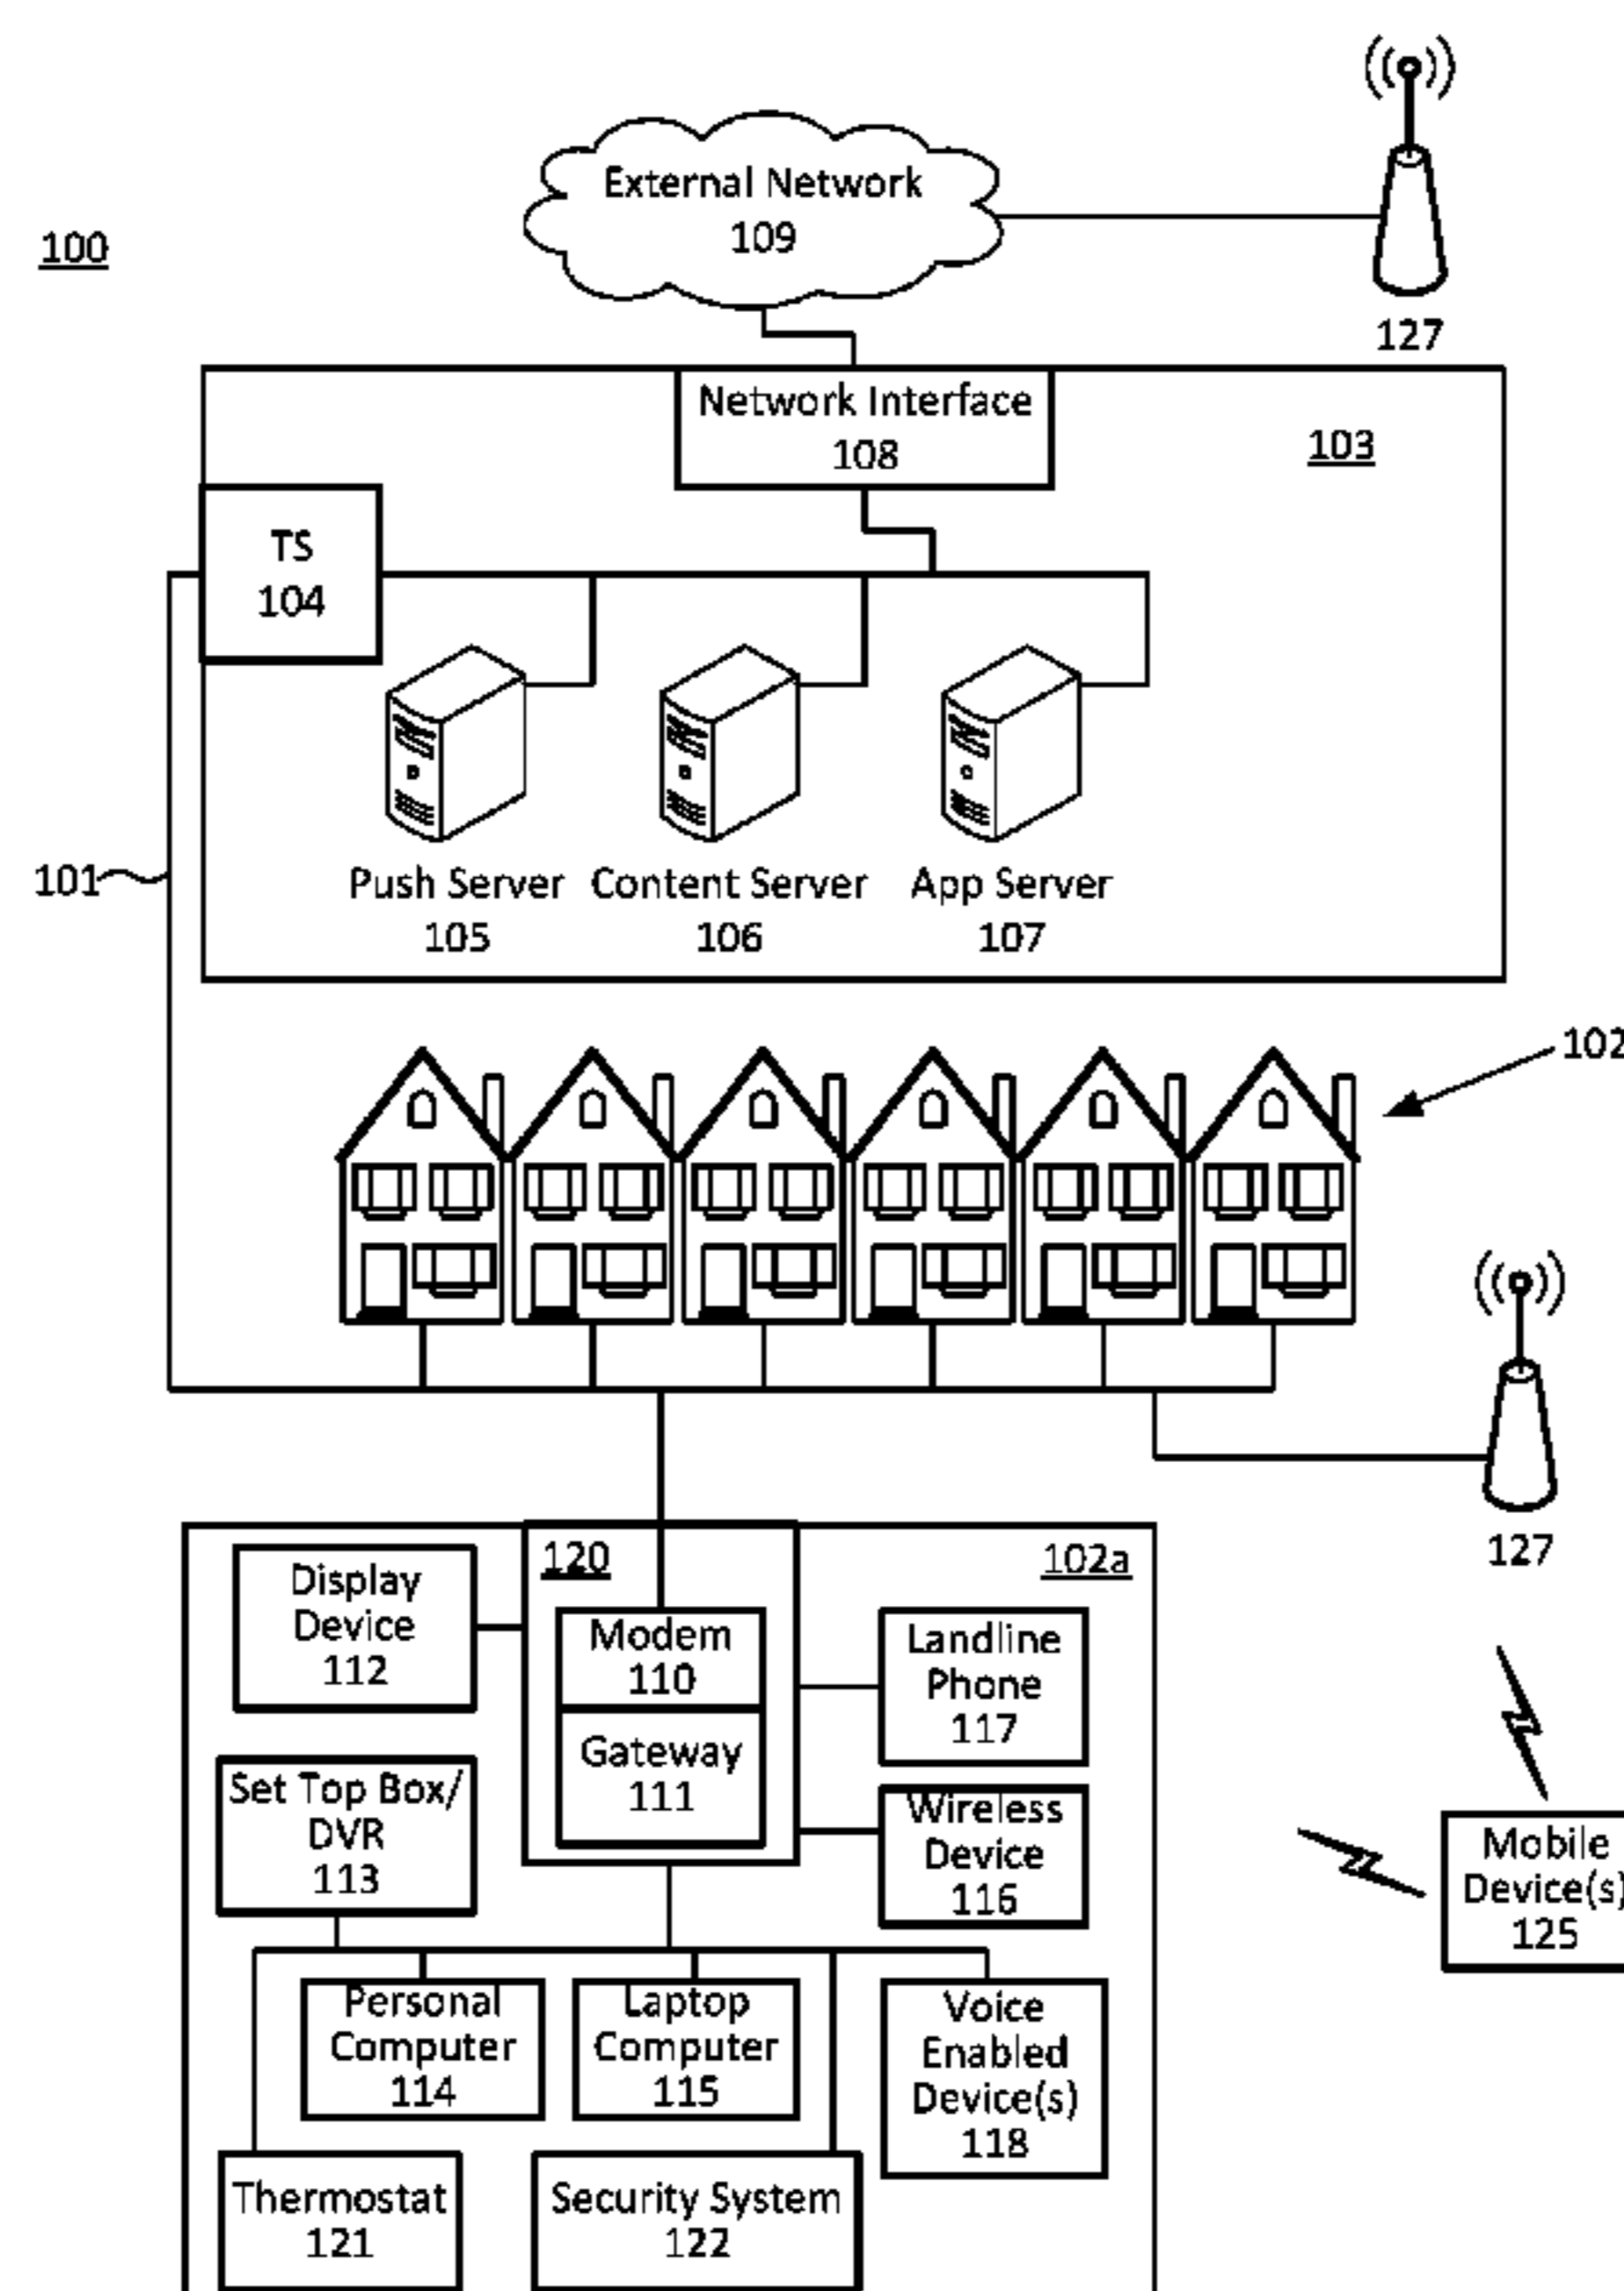 External Network
109
100
127
Network Interface
108
103
TS
104
101
Push Server
105
Content Server
106
App Server
107
102
127
120
102a
Display
Device
112
Modem
110
Gateway
111
Landline
Phone
117
Set Top Box/
DVR
113
Wireless
Device
116
Mobile
Device(s)
125
Personal
Computer
114
Laptop
Computer
115
Voice
Enabled
Device(s)
118
Thermostat
121
Security System
122